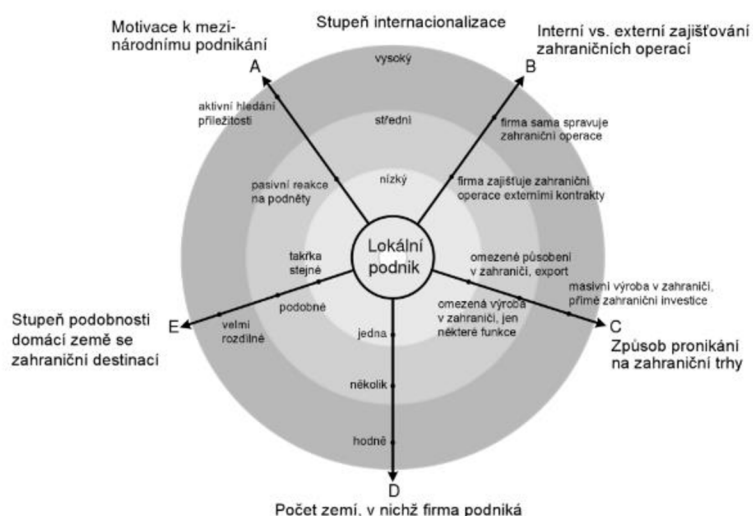 Stupeň internacionalizace
Motivace k mezi-
národnímu podnikání
A
Interní vs. externí zajišťování
zahraničních operací
B
vysoký
střední
nízký
aktivní hledání
příležitostí
pasivní reakce
na podněty
firma sama spravuje
zahraniční operace
firma zajišťuje zahraniční
operace externími kontrakty
Lokální
podnik
takřka
stejné
podobné
velmi
rozdílné
E
Stupeň podobnosti
domácí země se
zahraniční destinací
omezené působení
v zahraničí, export
omezená výroba
v zahraničí, jen
některé funkce
masivní výroba v zahraničí,
přímé zahraniční investice
C
Způsob pronikání
na zahraniční trhy
jedna
několik
hodně
D
Počet zemí, v nichž firma podniká